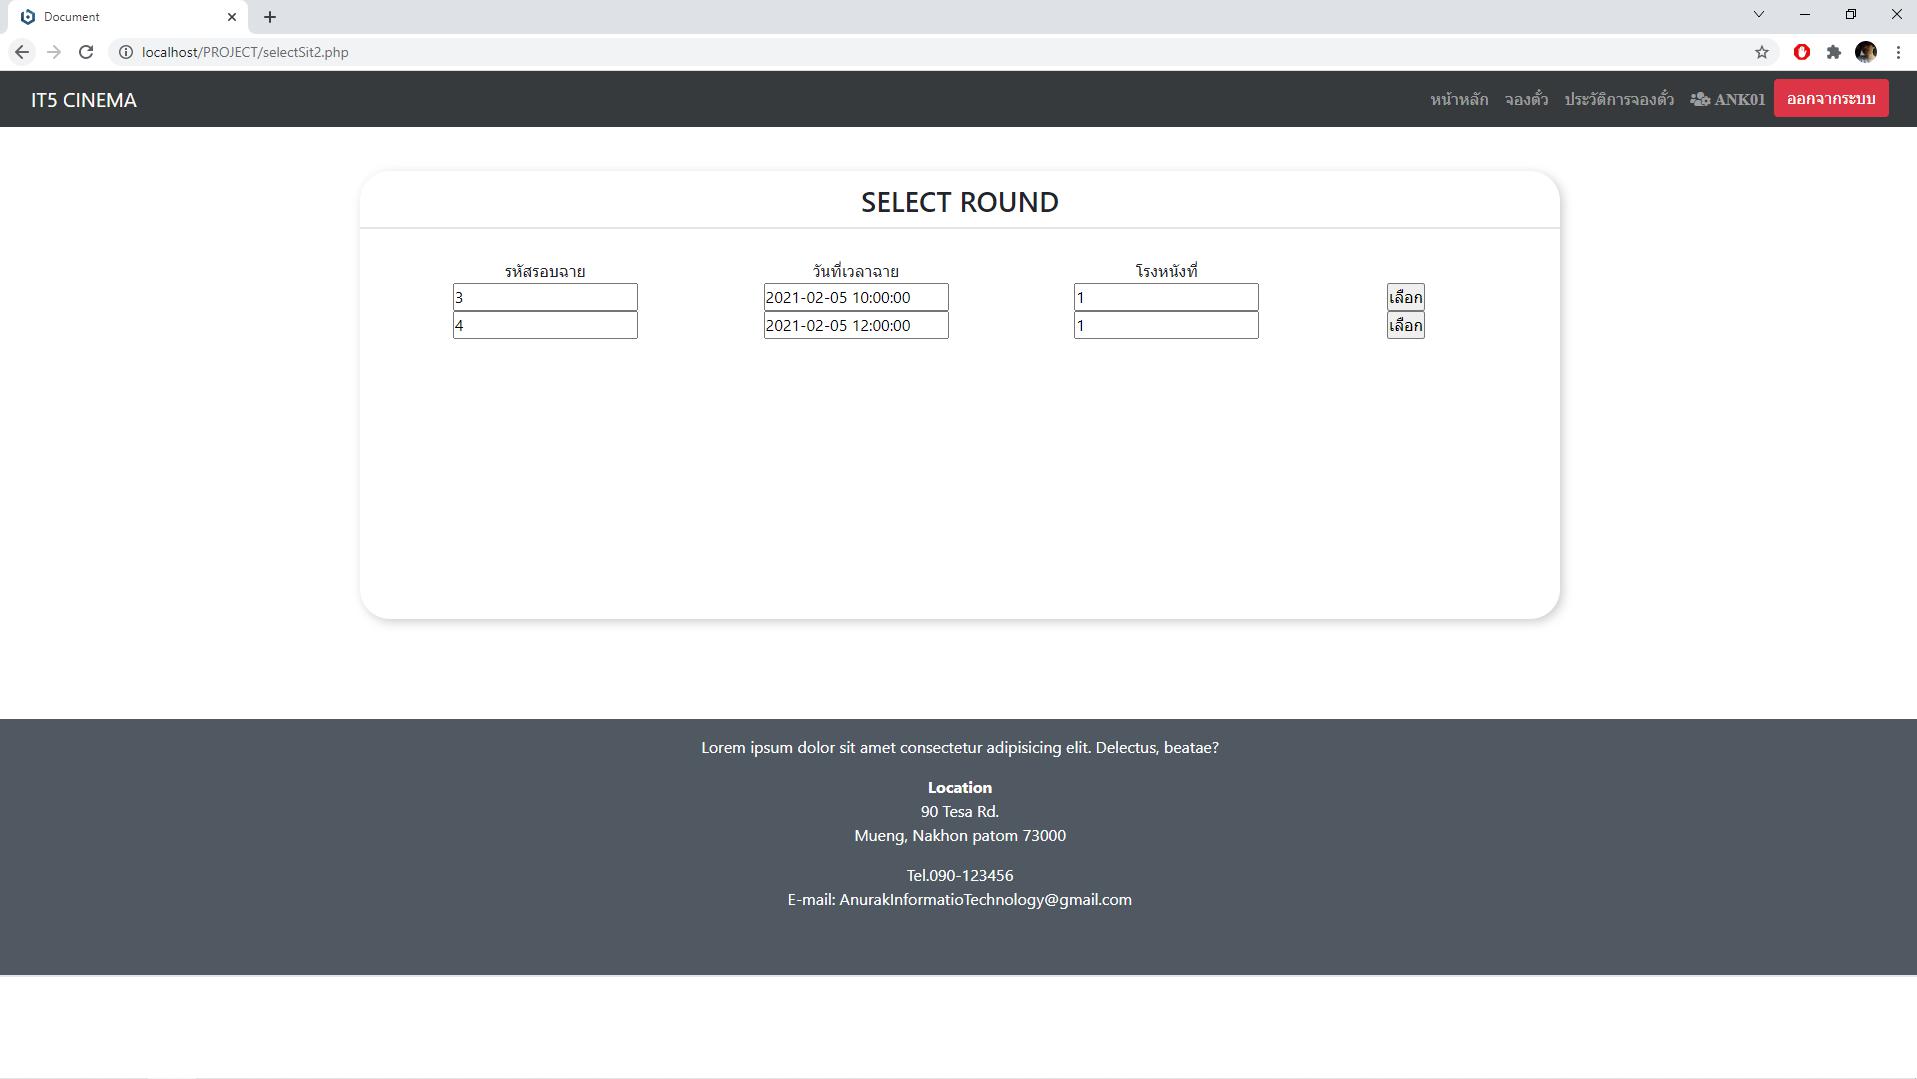 Document
localhost/PROJECT/selectSit2.php
IT5 CINEMA
หน้าหลัก จองตั๋ว ประวัติการจองตั๋ว ANK01 ออกจากระบบ
SELECT ROUND
รหัสรอบฉาย วันที่เวลาฉาย โรงหนังที่
3 2021-02-05 10:00:00 1 เลือก
4 2021-02-05 12:00:00 1 เลือก
Lorem ipsum dolor sit amet consectetur adipisicing elit. Delectus, beatae?
Location
90 Tesa Rd.
Mueng, Nakhon patom 73000
Tel.090-123456
E-mail: AnurakInformatioTechnology@gmail.com